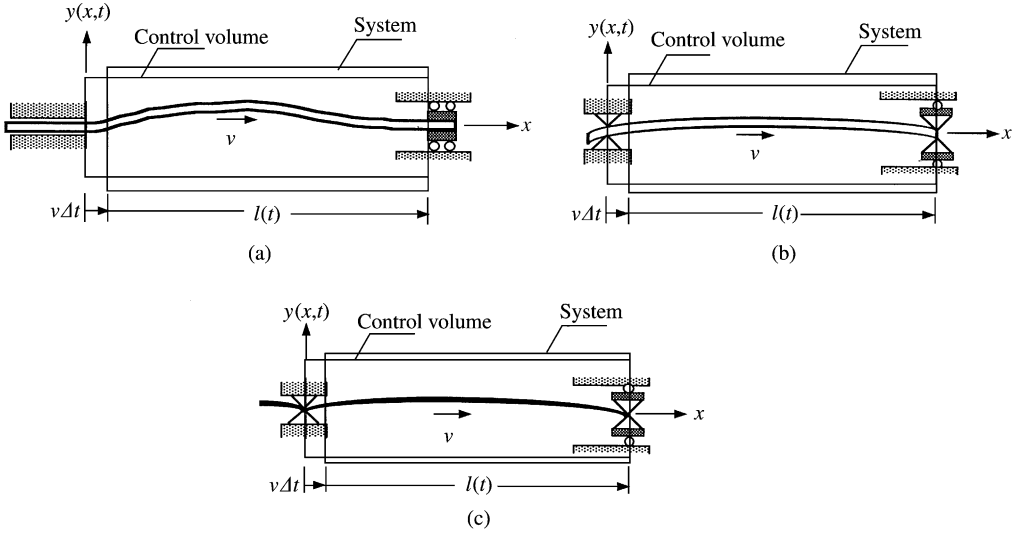 y(x,t)
Control volume
System
v
x
vΔt
l(t)
(a)
y(x,t)
Control volume
System
v
x
vΔt
l(t)
(b)
y(x,t)
Control volume
System
v
x
vΔt
l(t)
(c)